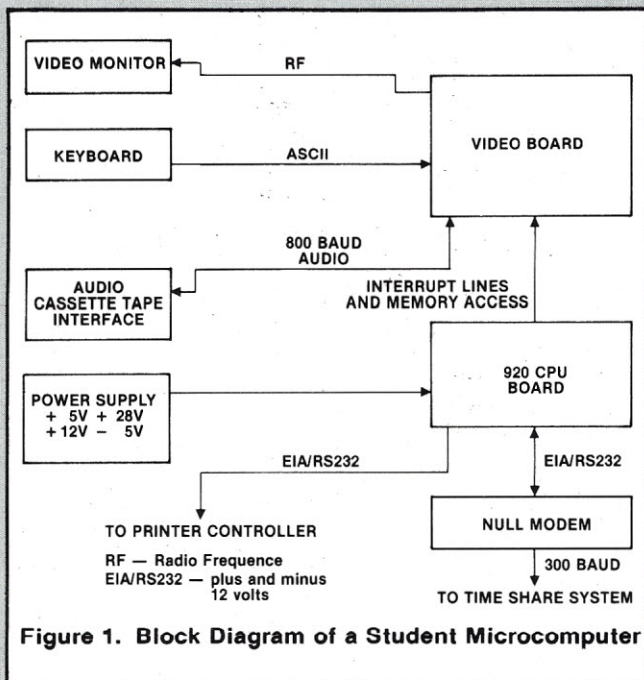 VIDEO MONITOR
RF
VIDEO BOARD
KEYBOARD
ASCII
800 BAUD
AUDIO
AUDIO
CASSETTE TAPE
INTERFACE
INTERRUPT LINES
AND MEMORY ACCESS
920 CPU
BOARD
POWER SUPPLY
+ 5V + 28V
+12V - 5V
EIA/RS232
EIA/RS232
NULL MODEM
TO PRINTER CONTROLLER
RF — Radio Frequence
EIA/RS232 — plus and minus
12 volts
300 BAUD
TO TIME SHARE SYSTEM
Figure 1. Block Diagram of a Student Microcomputer